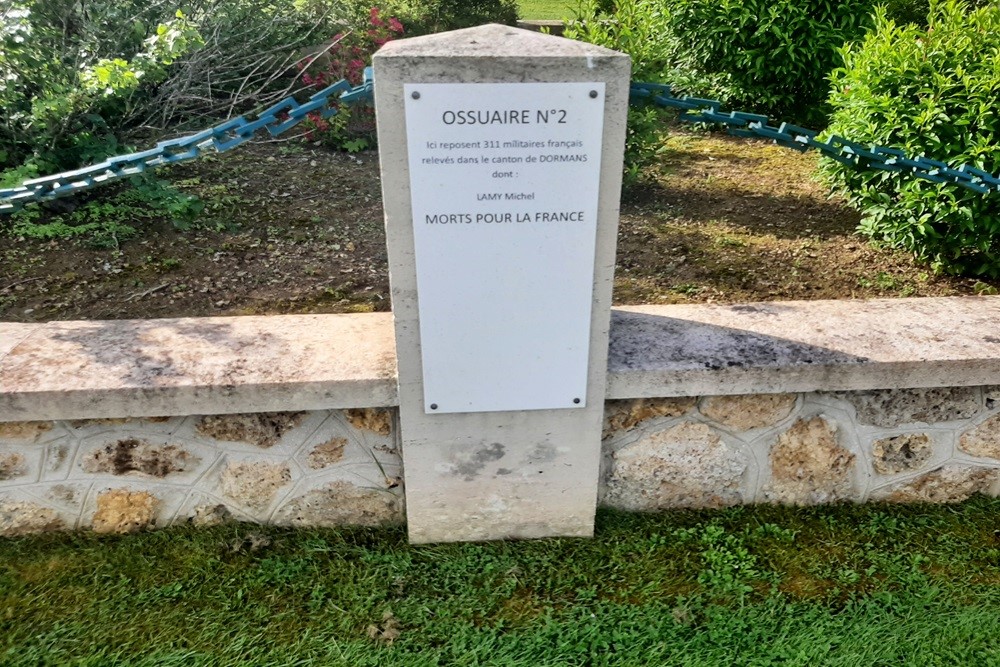 OSSUAIRE N°2
Ici reposent 311 militaires français
relevés dans le canton de DORMANS
dont :
LAMY Michel
MORTS POUR LA FRANCE